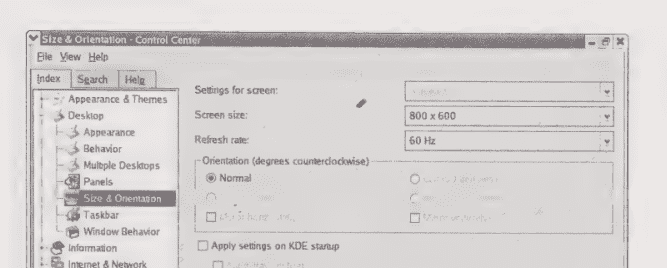 Size & Orientation - Control Center
File View Help
Index Search Help
Appearance & Themes
Desktop
Appearance
Behavior
Multiple Desktops
Panels
Size & Orientation
Taskbar
Window Behavior
Information
Internet & Network
Settings for screen:
Screen size: 800 x 600
Refresh rate: 60 Hz
Orientation (degrees counterclockwise)
Normal
Apply settings on KDE startup